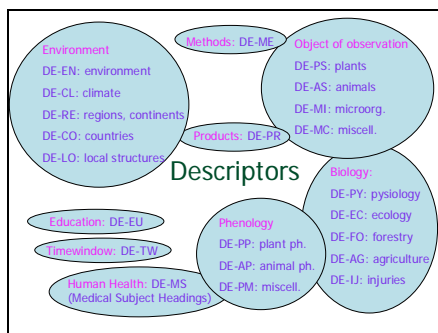 Environment
DE-EN: environment
DE-CL: climate
DE-RE: regions, continents
DE-CO: countries
DE-LO: local structures
Methods: DE-ME
Object of observation
DE-PS: plants
DE-AS: animals
DE-MI: microorg.
DE-MC: miscell.
Products: DE-PR
Descriptors
Biology:
DE-PY: pysiology
DE-EC: ecology
DE-FO: forestry
DE-AG: agriculture
DE-IJ: injuries
Education: DE-EU
Timewindow: DE-TW
Human Health: DE-MS
(Medical Subject Headings)
Phenology
DE-PP: plant ph.
DE-AP: animal ph.
DE-PM: miscell.